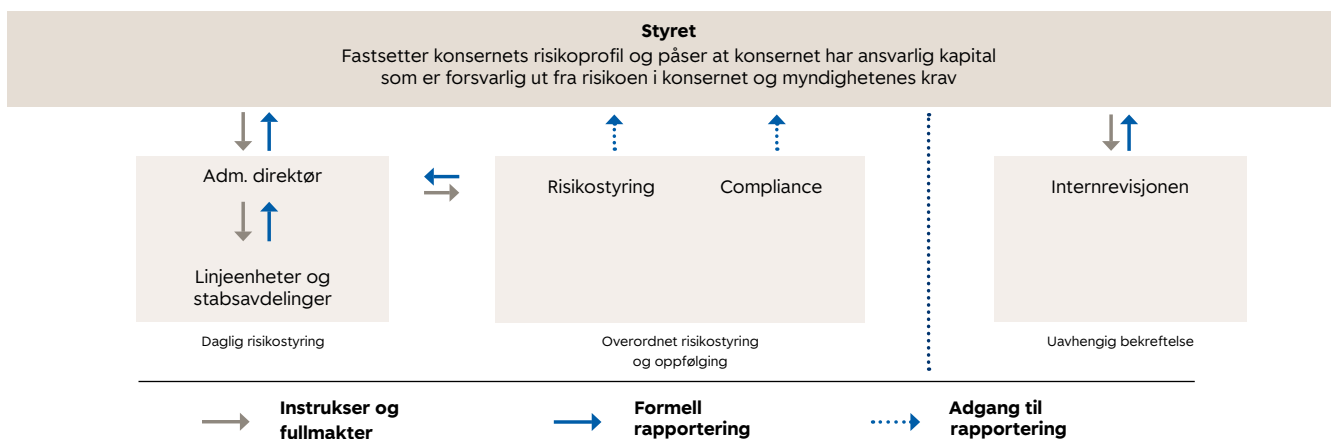 Styret
Fastsetter konsernets risikoprofil og påser at konsernet har ansvarlig kapital
som er forsvarlig ut fra risikoen i konsernet og myndighetenes krav
Adm. direktør
Linjeenheter og
stabsavdelinger
Daglig risikostyring
Risikostyring
Compliance
Overordnet risikostyring
og oppfølging
Internrevisjonen
Uavhengig bekreftelse
Instrukser og
fullmakter
Formell
rapportering
Adgang til
rapportering